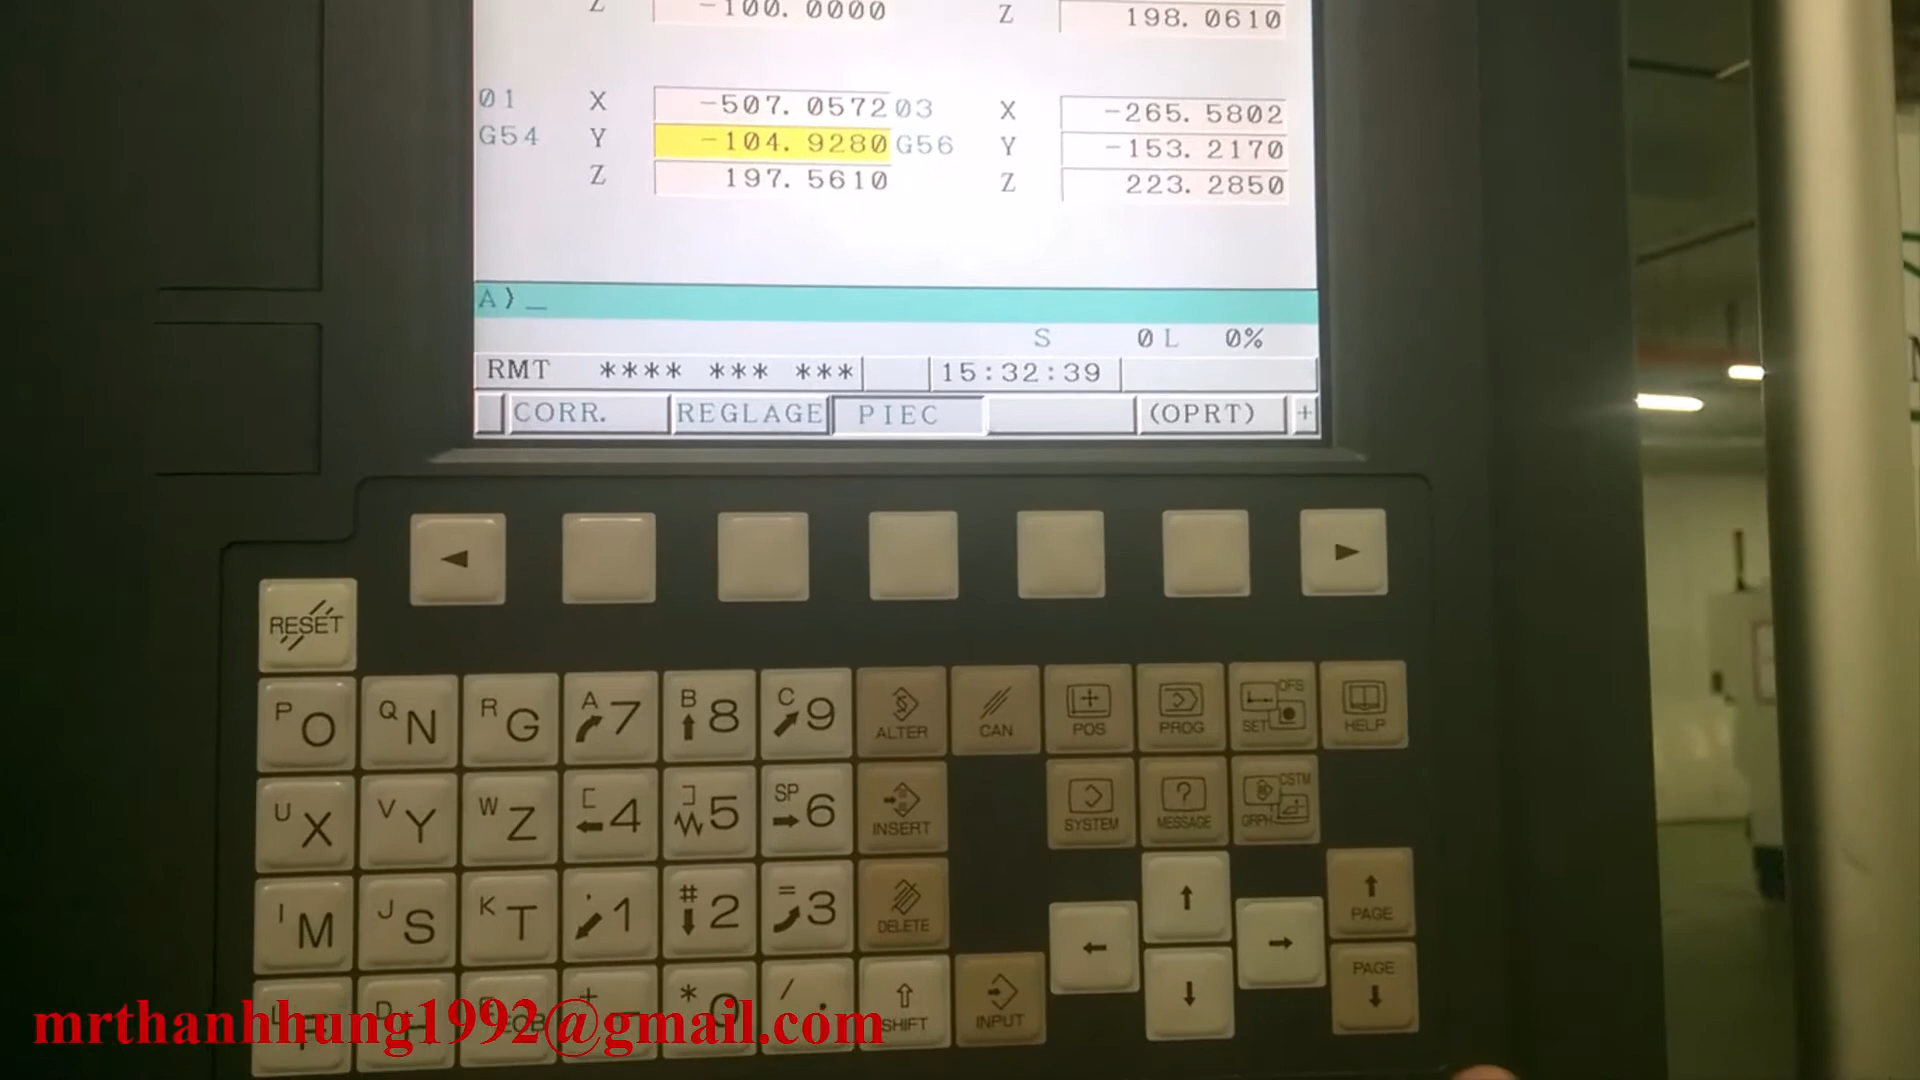 Z -100.0000 Z 198.0610
01 X -507.0572 03 X -265.5802
G54 Y -104.9280 G56 Y -153.2170
Z 197.5610 Z 223.2850
A)_
S 0 L 0%
RMT **** *** *** 15:32:39
CORR. REGLAGE PIEC (OPRT) +
RESET
P O Q N R G A 7 B 8 C 9 ALTER CAN POS PROG OFS SET HELP
U X V Y W Z [ 4 ] 5 SP 6 INSERT SYSTEM ? MESSAGE CSTM GRPH
I M J S K T , 1 # 2 = 3 DELETE PAGE
L F D H E EOB + - * 0 / . SHIFT INPUT PAGE
mrthanhhung1992@gmail.com